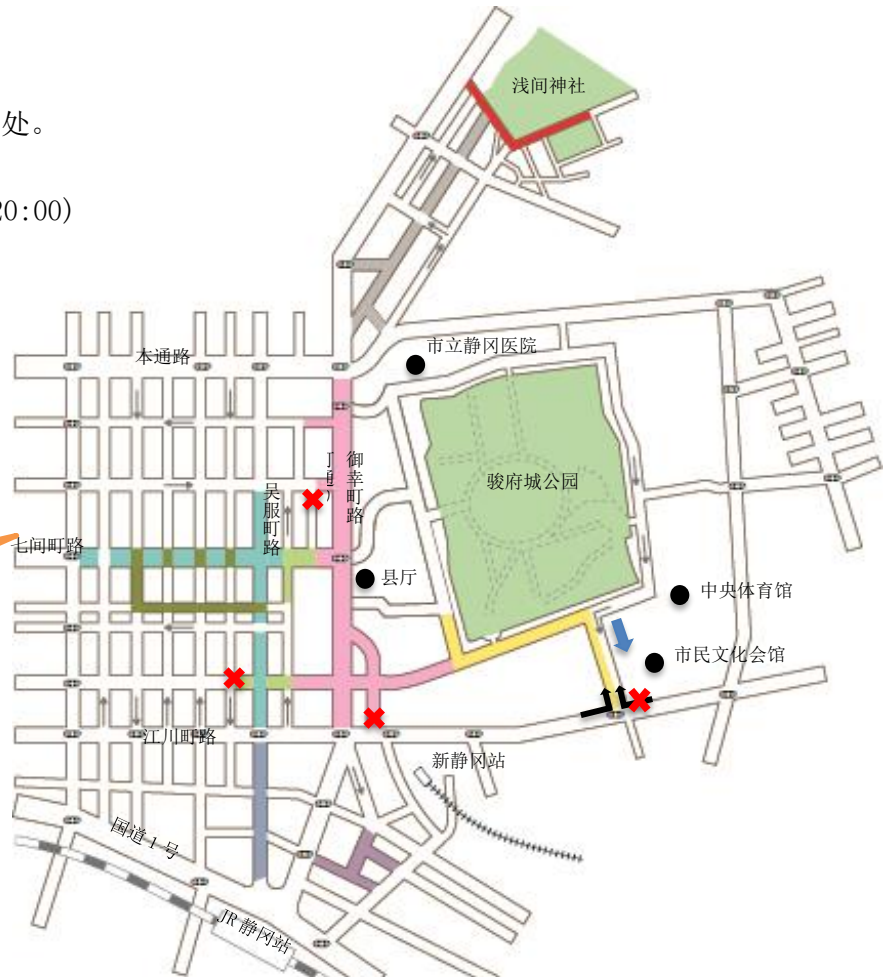 处。
20:00)
浅间神社
本通路
市立静冈医院
御幸町路
吴服町路
骏府城公园
七间町路
县厅
中央体育馆
市民文化会馆
江川町路
新静冈站
国道1号
JR 静冈站